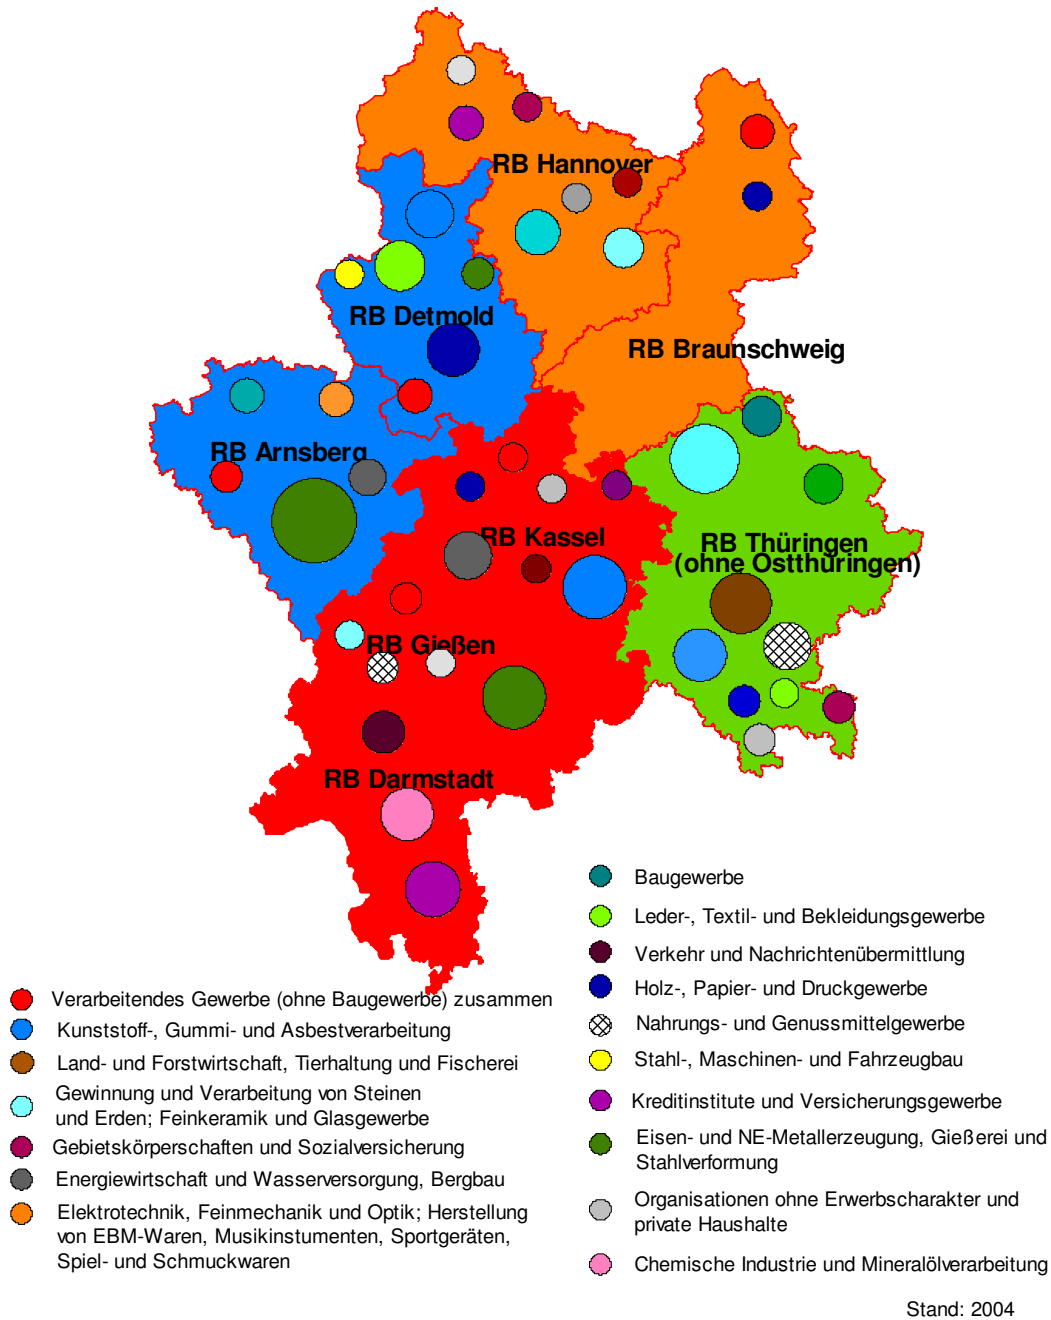 RB Hannover
RB Detmold
RB Braunschweig
RB Arnsberg
RB Kassel
RB Thüringen
(ohne Ostthüringen)
RB Gießen
RB Darmstadt
Verarbeitendes Gewerbe (ohne Baugewerbe) zusammen
Kunststoff-, Gummi- und Asbestverarbeitung
Land- und Forstwirtschaft, Tierhaltung und Fischerei
Gewinnung und Verarbeitung von Steinen
und Erden; Feinkeramik und Glasgewerbe
Gebietskörperschaften und Sozialversicherung
Energiewirtschaft und Wasserversorgung, Bergbau
Elektrotechnik, Feinmechanik und Optik; Herstellung
von EBM-Waren, Musikinstumenten, Sportgeräten,
Spiel- und Schmuckwaren
Baugewerbe
Leder-, Textil- und Bekleidungsgewerbe
Verkehr und Nachrichtenübermittlung
Holz-, Papier- und Druckgewerbe
Nahrungs- und Genussmittelgewerbe
Stahl-, Maschinen- und Fahrzeugbau
Kreditinstitute und Versicherungsgewerbe
Eisen- und NE-Metallerzeugung, Gießerei und
Stahlverformung
Organisationen ohne Erwerbscharakter und
private Haushalte
Chemische Industrie und Mineralölverarbeitung
Stand: 2004